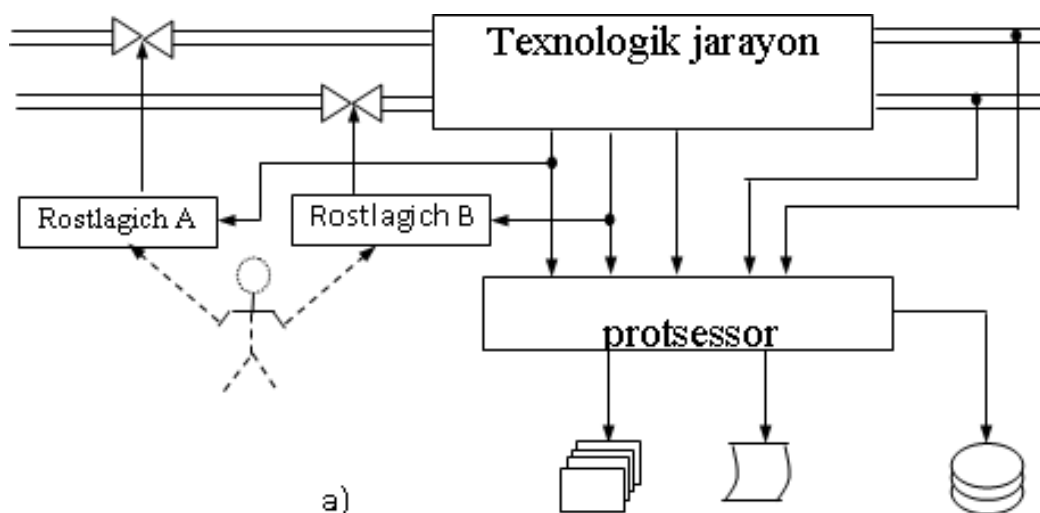 Texnologik jarayon
Rostlagich A
Rostlagich B
protsessor
a)